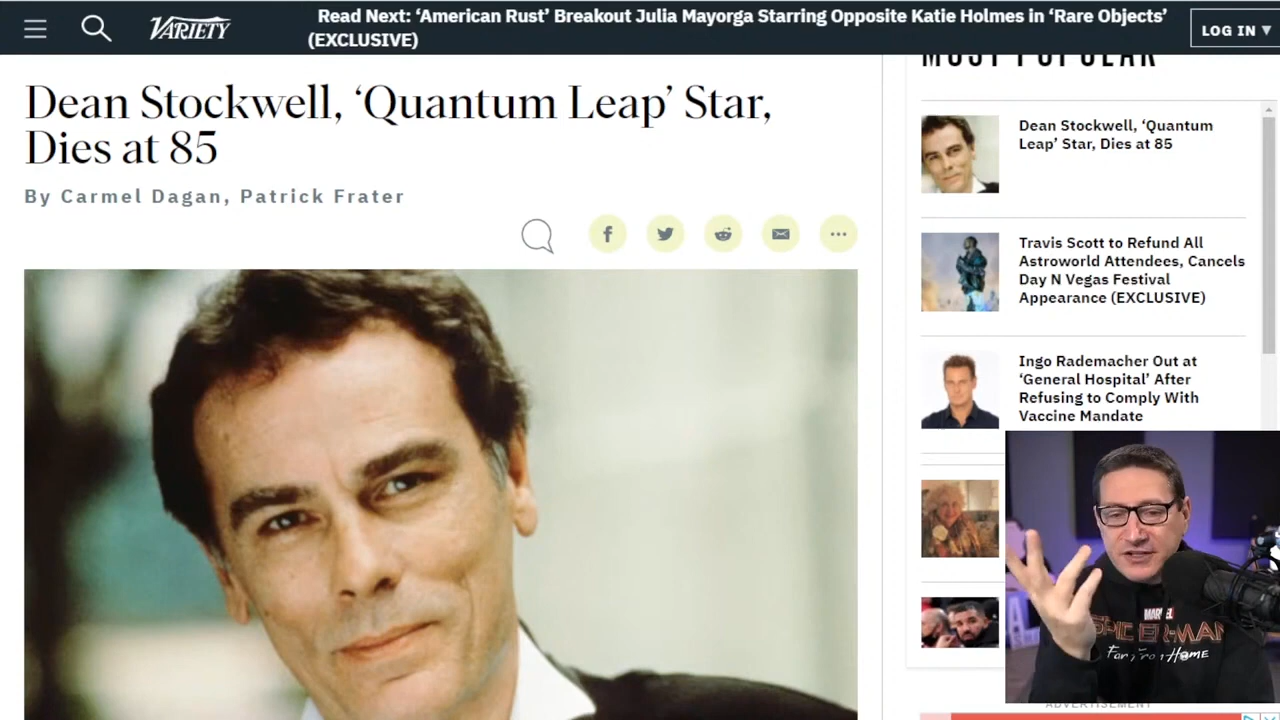 Read Next: ‘American Rust’ Breakout Julia Mayorga Starring Opposite Katie Holmes in ‘Rare Objects’
(EXCLUSIVE)
VARIETY
LOG IN ▼
MOST POPULAR
Dean Stockwell, ‘Quantum Leap’ Star,
Dies at 85
By Carmel Dagan, Patrick Frater
Dean Stockwell, ‘Quantum
Leap’ Star, Dies at 85
Travis Scott to Refund All
Astroworld Attendees, Cancels
Day N Vegas Festival
Appearance (EXCLUSIVE)
Ingo Rademacher Out at
‘General Hospital’ After
Refusing to Comply With
Vaccine Mandate
MARVEL
SPIDER-MAN
Far From Home
ADVERTISEMENT